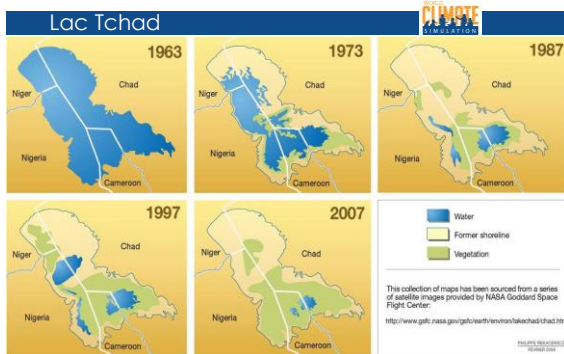 Lac Tchad
WORLD
CLIMATE
SIMULATION
1963
Niger
Chad
Nigeria
Cameroon
1973
Niger
Chad
Nigeria
Cameroon
1987
Niger
Chad
Nigeria
Cameroon
1997
Niger
Chad
Nigeria
Cameroon
2007
Niger
Chad
Nigeria
Cameroon
Water
Former shoreline
Vegetation
This collection of maps has been sourced from a series
of satellite images provided by NASA Goddard Space
Flight Center:
http://www.gsfc.nasa.gov/gsfc/earth/environ/lakechad/chad.htm
PHILIPPE REKACEWICZ